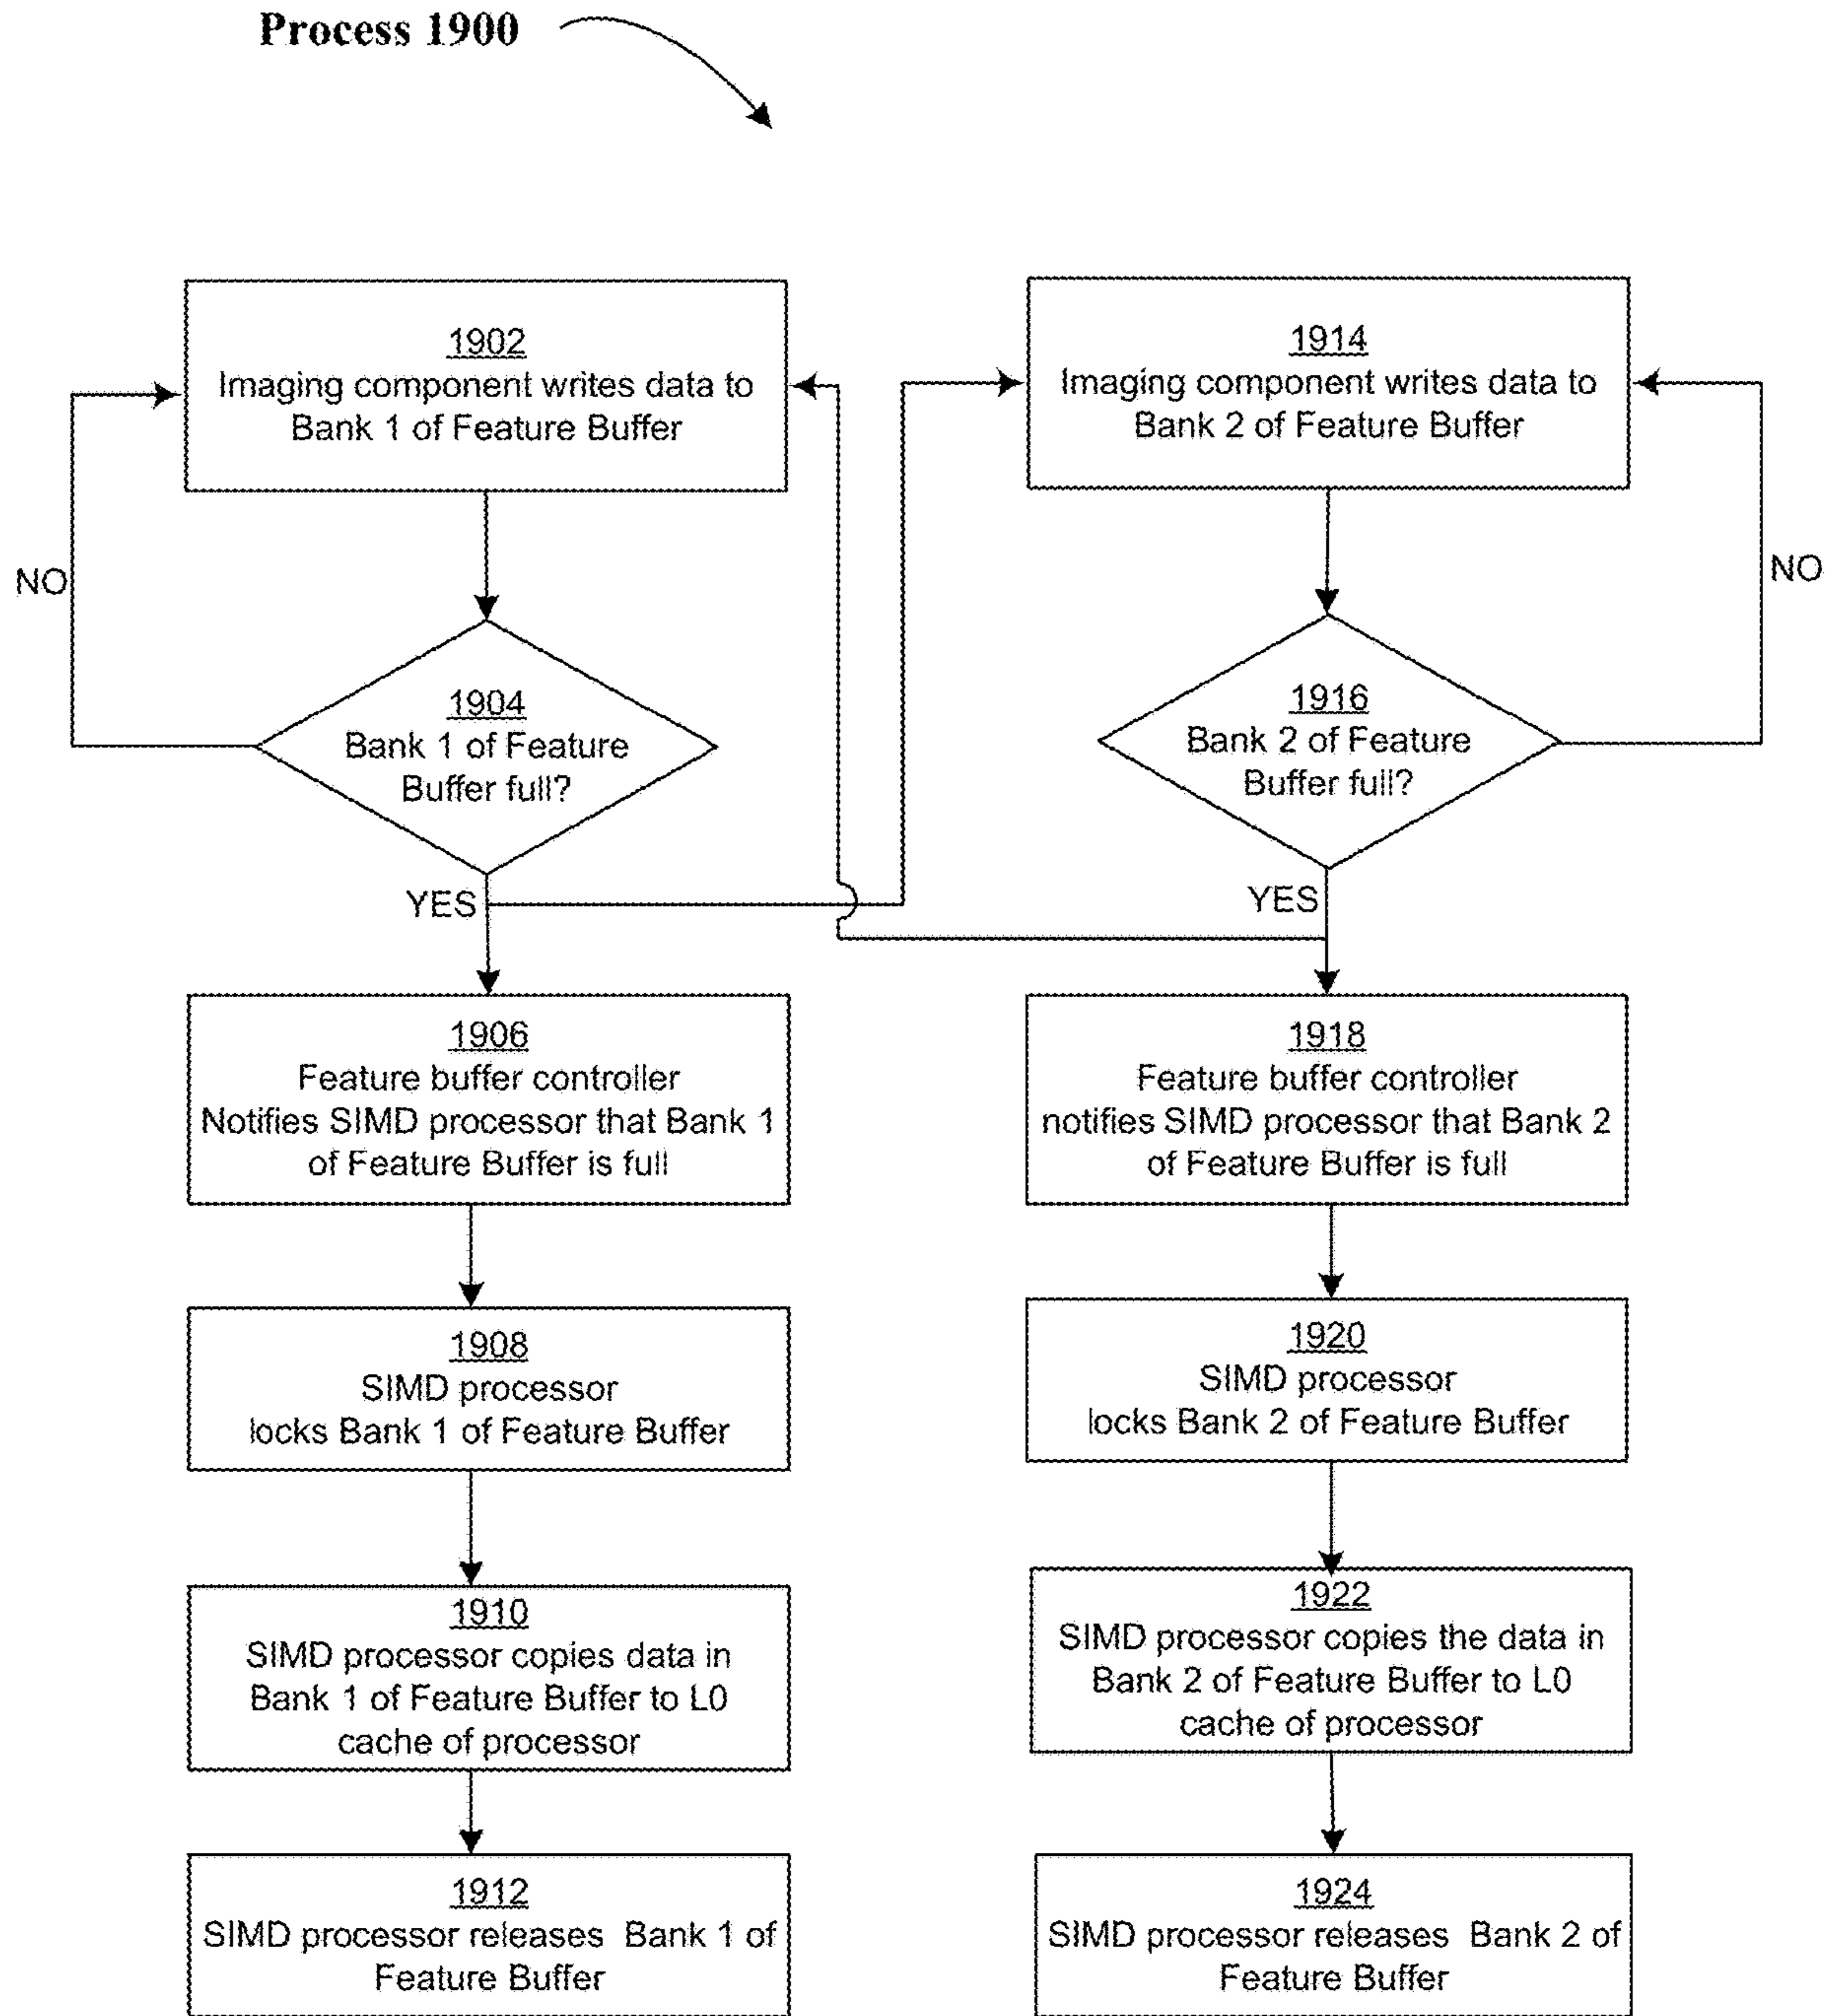 Process 1900
1902
Imaging component writes data to
Bank 1 of Feature Buffer
1914
Imaging component writes data to
Bank 2 of Feature Buffer
NO
NO
1904
Bank 1 of Feature
Buffer full?
1916
Bank 2 of Feature
Buffer full?
YES
YES
1906
Feature buffer controller
Notifies SIMD processor that Bank 1
of Feature Buffer is full
1918
Feature buffer controller
notifies SIMD processor that Bank 2
of Feature Buffer is full
1908
SIMD processor
locks Bank 1 of Feature Buffer
1920
SIMD processor
locks Bank 2 of Feature Buffer
1910
SIMD processor copies data in
Bank 1 of Feature Buffer to L0
cache of processor
1922
SIMD processor copies the data in
Bank 2 of Feature Buffer to L0
cache of processor
1912
SIMD processor releases Bank 1 of
Feature Buffer
1924
SIMD processor releases Bank 2 of
Feature Buffer